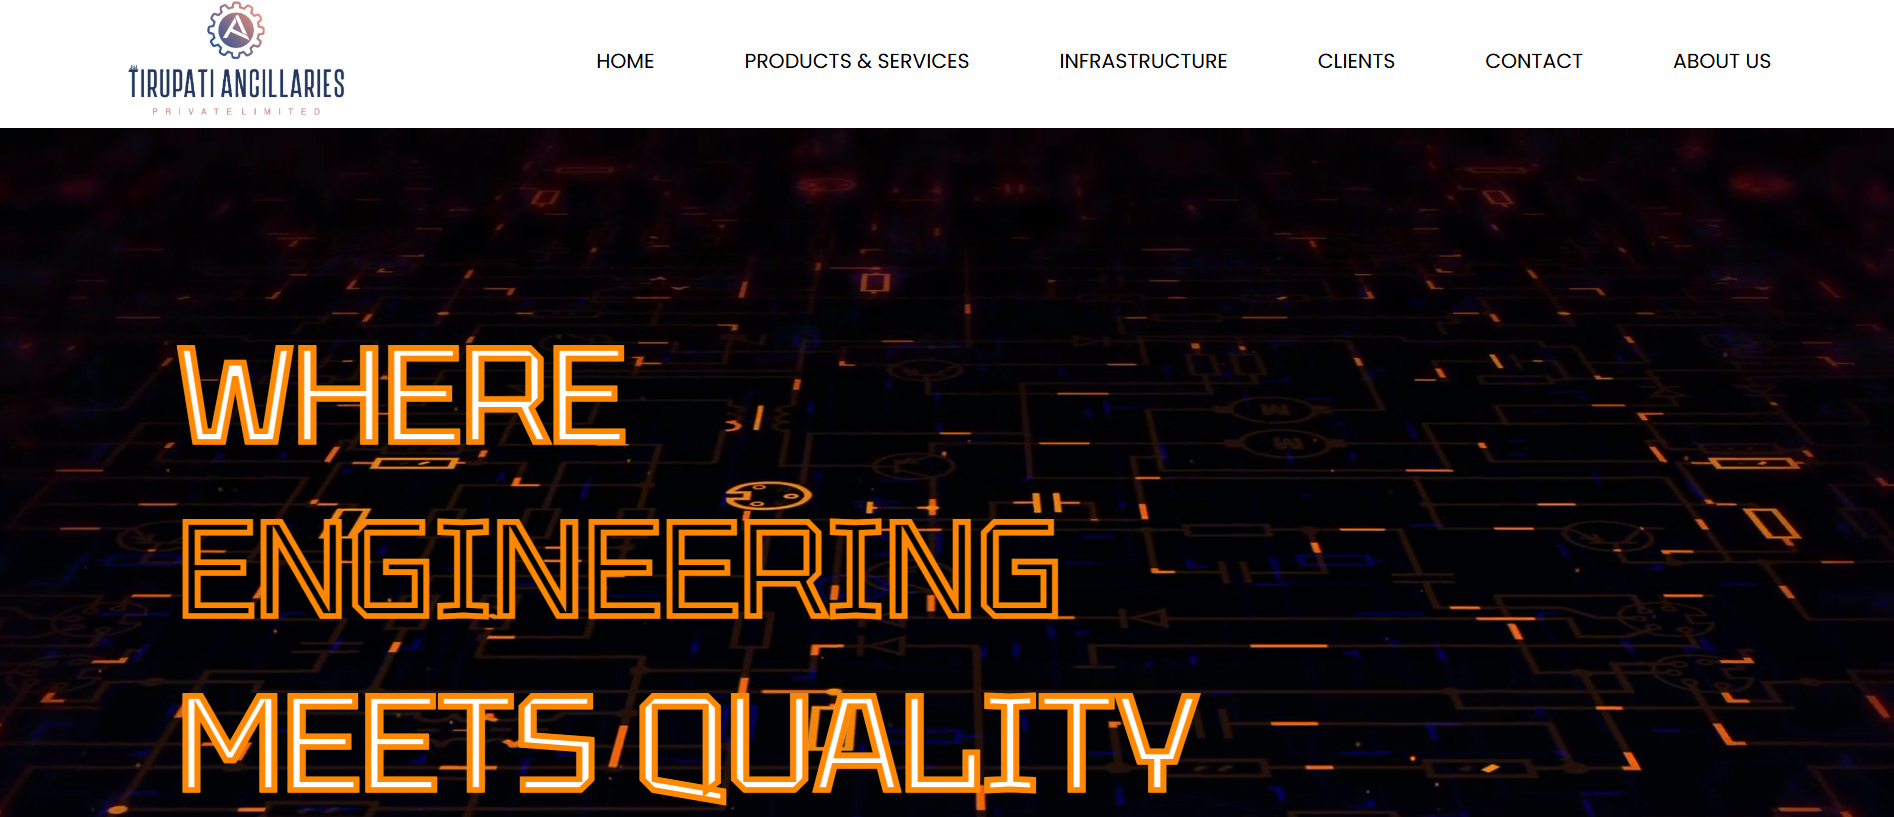 TIRUPATI ANCILLARIES
PRIVATE LIMITED
HOME
PRODUCTS & SERVICES
INFRASTRUCTURE
CLIENTS
CONTACT
ABOUT US
WHERE
ENGINEERING
MEETS QUALITY